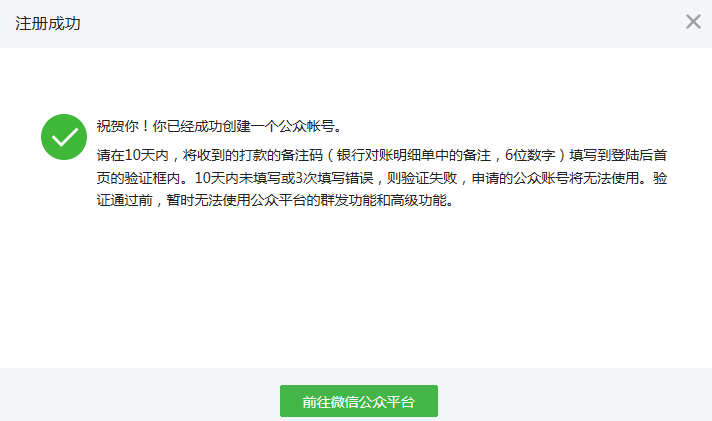 注册成功
祝贺你！你已经成功创建一个公众帐号。
请在10天内，将收到的打款的备注码（银行对账明细单中的备注，6位数字）填写到登陆后首
页的验证框内。10天内未填写或3次填写错误，则验证失败，申请的公众账号将无法使用。验
证通过前，暂时无法使用公众平台的群发功能和高级功能。
前往微信公众平台